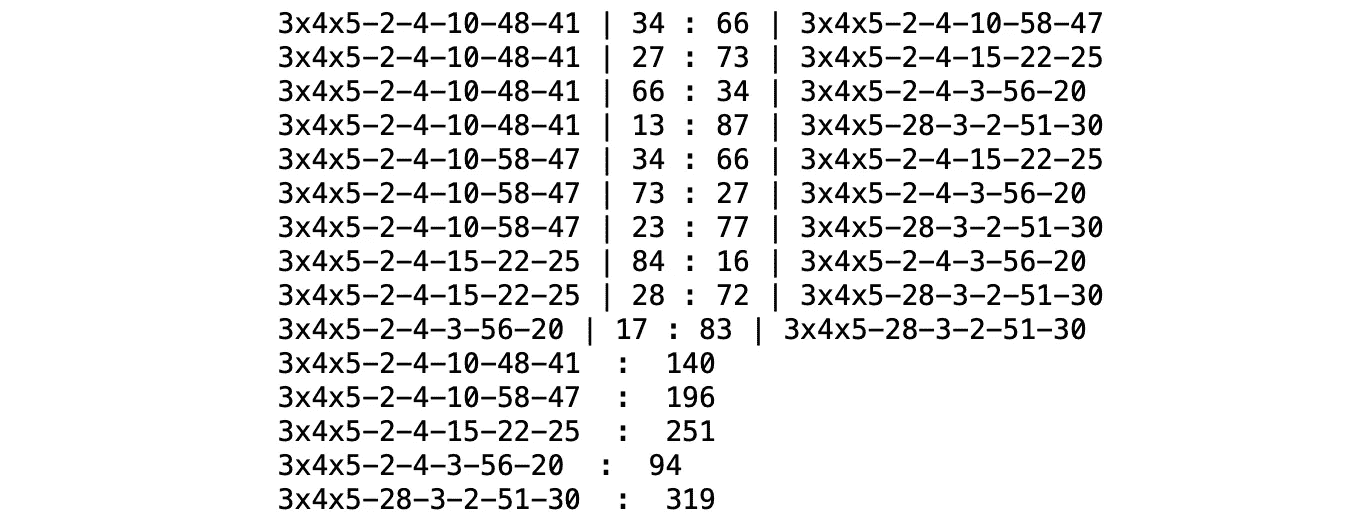 3x4x5-2-4-10-48-41 | 34 : 66 | 3x4x5-2-4-10-58-47
3x4x5-2-4-10-48-41 | 27 : 73 | 3x4x5-2-4-15-22-25
3x4x5-2-4-10-48-41 | 66 : 34 | 3x4x5-2-4-3-56-20
3x4x5-2-4-10-48-41 | 13 : 87 | 3x4x5-28-3-2-51-30
3x4x5-2-4-10-58-47 | 34 : 66 | 3x4x5-2-4-15-22-25
3x4x5-2-4-10-58-47 | 73 : 27 | 3x4x5-2-4-3-56-20
3x4x5-2-4-10-58-47 | 23 : 77 | 3x4x5-28-3-2-51-30
3x4x5-2-4-15-22-25 | 84 : 16 | 3x4x5-2-4-3-56-20
3x4x5-2-4-15-22-25 | 28 : 72 | 3x4x5-28-3-2-51-30
3x4x5-2-4-3-56-20 | 17 : 83 | 3x4x5-28-3-2-51-30
3x4x5-2-4-10-48-41  :  140
3x4x5-2-4-10-58-47  :  196
3x4x5-2-4-15-22-25  :  251
3x4x5-2-4-3-56-20  :  94
3x4x5-28-3-2-51-30  :  319